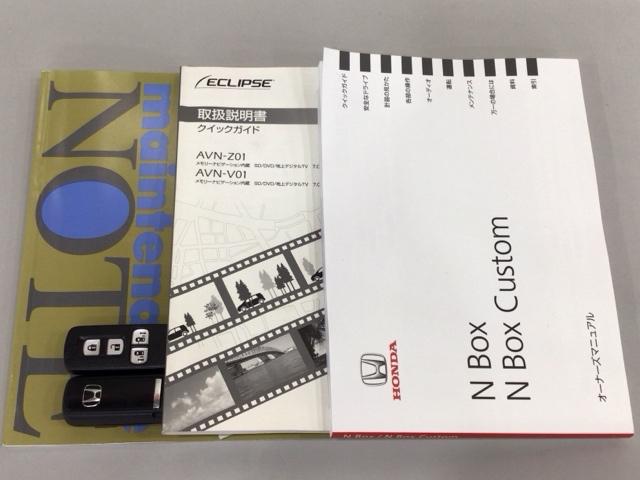 maintenance
NOTE
ECLIPSE
取扱説明書
クイックガイド
AVN-Z01
メモリーナビゲーション内蔵 SD/DVD/地上デジタルTV 7.0
AVN-V01
メモリーナビゲーション内蔵 SD/DVD/地上デジタルTV 7.0
クイックガイド
安全なドライブ
計器の見かた
各部の操作
オーディオ
運転
メンテナンス
万一の場合には
資料
索引
HONDA
N Box
N Box Custom
オーナーズマニュアル
N Box / N Box Custom